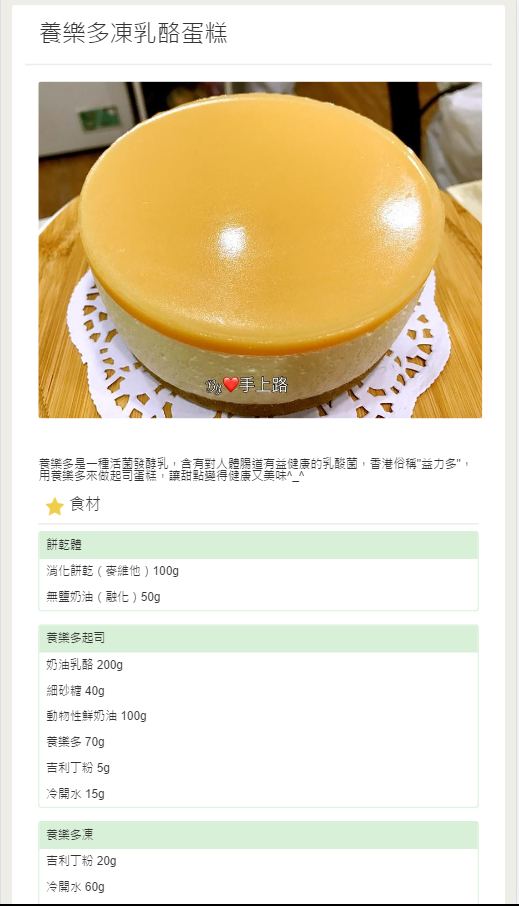 養樂多凍乳酪蛋糕
By❤️手上路
養樂多是一種活菌發酵乳，含有對人體腸道有益健康的乳酸菌，香港俗稱"益力多"，
用養樂多來做起司蛋糕，讓甜點變得健康又美味^_^
食材
餅乾體
消化餅乾（麥維他）100g
無鹽奶油（融化）50g
養樂多起司
奶油乳酪 200g
細砂糖 40g
動物性鮮奶油 100g
養樂多 70g
吉利丁粉 5g
冷開水 15g
養樂多凍
吉利丁粉 20g
冷開水 60g